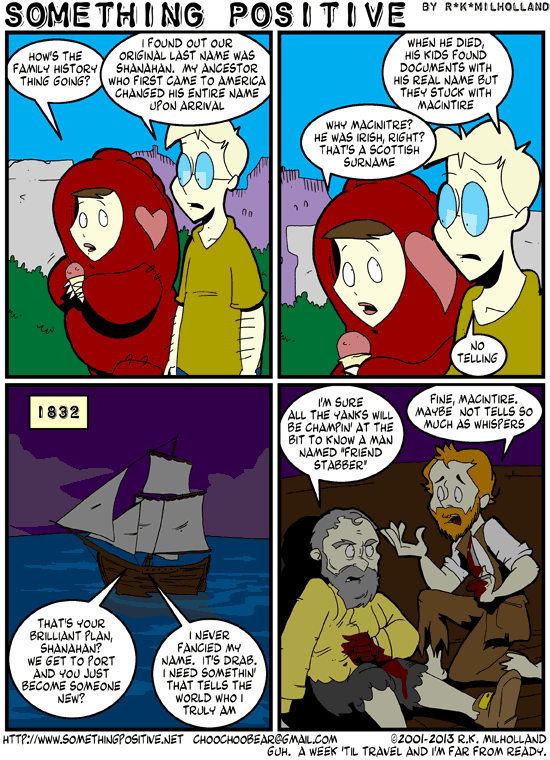 SOMETHING POSITIVE BY R*K*MILHOLLAND
HOW'S THE
FAMILY HISTORY
THING GOING?
I FOUND OUT OUR
ORIGINAL LAST NAME WAS
SHANAHAN. MY ANCESTOR
WHO FIRST CAME TO AMERICA
CHANGED HIS ENTIRE NAME
UPON ARRIVAL
WHEN HE DIED,
HIS KIDS FOUND
DOCUMENTS WITH
HIS REAL NAME BUT
THEY STUCK WITH
MACINTIRE
WHY MACINITRE?
HE WAS IRISH, RIGHT?
THAT'S A SCOTTISH
SURNAME
NO
TELLING
1832
THAT'S YOUR
BRILLIANT PLAN,
SHANAHAN?
WE GET TO PORT
AND YOU JUST
BECOME SOMEONE
NEW?
I NEVER
FANCIED MY
NAME. IT'S DRAB.
I NEED SOMETHIN'
THAT TELLS THE
WORLD WHO I
TRULY AM
I'M SURE
ALL THE YANKS WILL
BE CHAMPIN' AT THE
BIT TO KNOW A MAN
NAMED "FRIEND
STABBER"
FINE, MACINTIRE.
MAYBE NOT TELLS SO
MUCH AS WHISPERS
HTTP://WWW.SOMETHINGPOSITIVE.NET CHOOCHOOBEAR@GMAIL.COM ©2001-2013 R.K. MILHOLLAND
GUH. A WEEK 'TIL TRAVEL AND I'M FAR FROM READY.